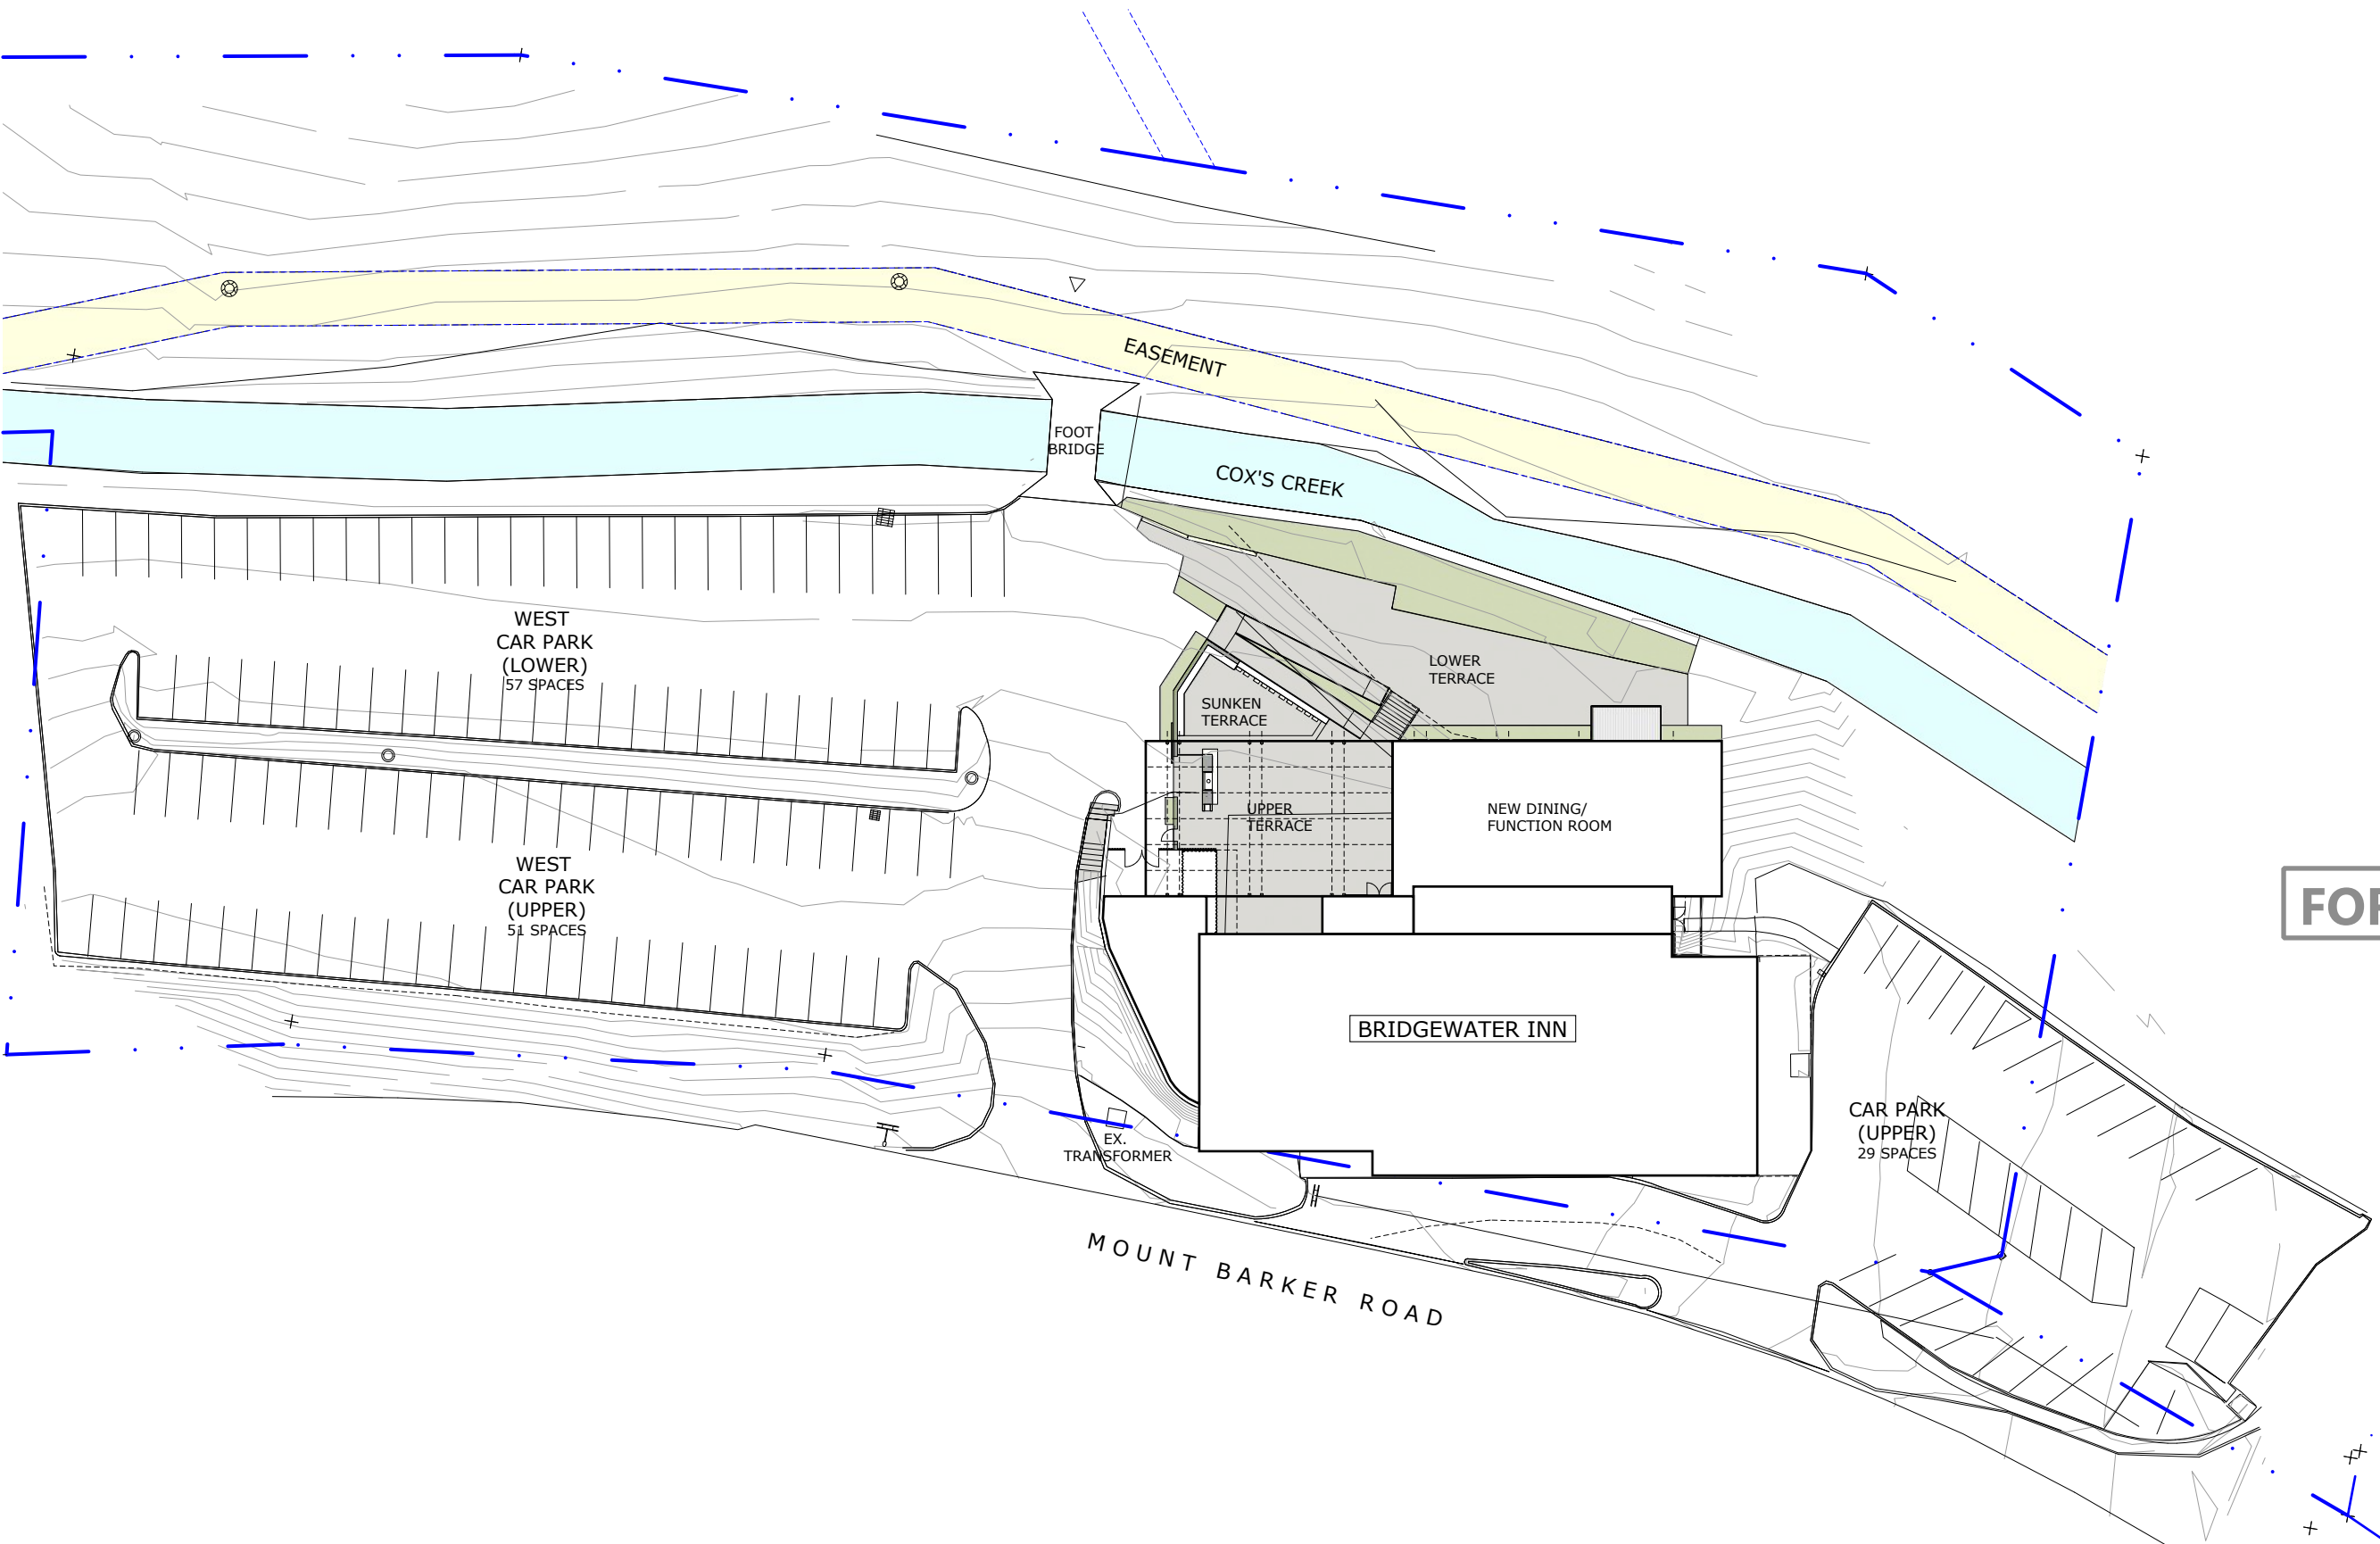 EASEMENT
FOOT
BRIDGE
COX'S CREEK
WEST
CAR PARK
(LOWER)
57 SPACES
LOWER
TERRACE
SUNKEN
TERRACE
UPPER
TERRACE
NEW DINING/
FUNCTION ROOM
WEST
CAR PARK
(UPPER)
51 SPACES
FOR
BRIDGEWATER INN
CAR PARK
(UPPER)
29 SPACES
EX.
TRANSFORMER
MOUNT BARKER ROAD